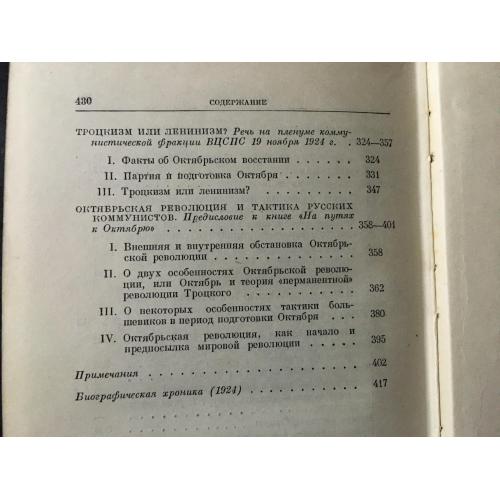 430 СОДЕРЖАНИЕ
ТРОЦКИЗМ ИЛИ ЛЕНИНИЗМ? Речь на пленуме комму-
нистической фракции ВЦСПС 19 ноября 1924 г. . 324—357
I. Факты об Октябрьском восстании . . . . . . 324
II. Партия и подготовка Октября . . . . . . . . 331
III. Троцкизм или ленинизм? . . . . . . . . . . 347
ОКТЯБРЬСКАЯ РЕВОЛЮЦИЯ И ТАКТИКА РУССКИХ
КОММУНИСТОВ. Предисловие к книге «На путях
к Октябрю» . . . . . . . . . . . . . . . . 358—401
I. Внешняя и внутренняя обстановка Октябрь-
ской революции . . . . . . . . . . . . . . 358
II. О двух особенностях Октябрьской револю-
ции, или Октябрь и теория «перманентной»
революции Троцкого . . . . . . . . . . . . 362
III. О некоторых особенностях тактики боль-
шевиков в период подготовки Октября . . . 380
IV. Октябрьская революция, как начало и
предпосылка мировой революции . . . . . 395
Примечания . . . . . . . . . . . . . . . . . 402
Биографическая хроника (1924) . . . . . . . . . . 417